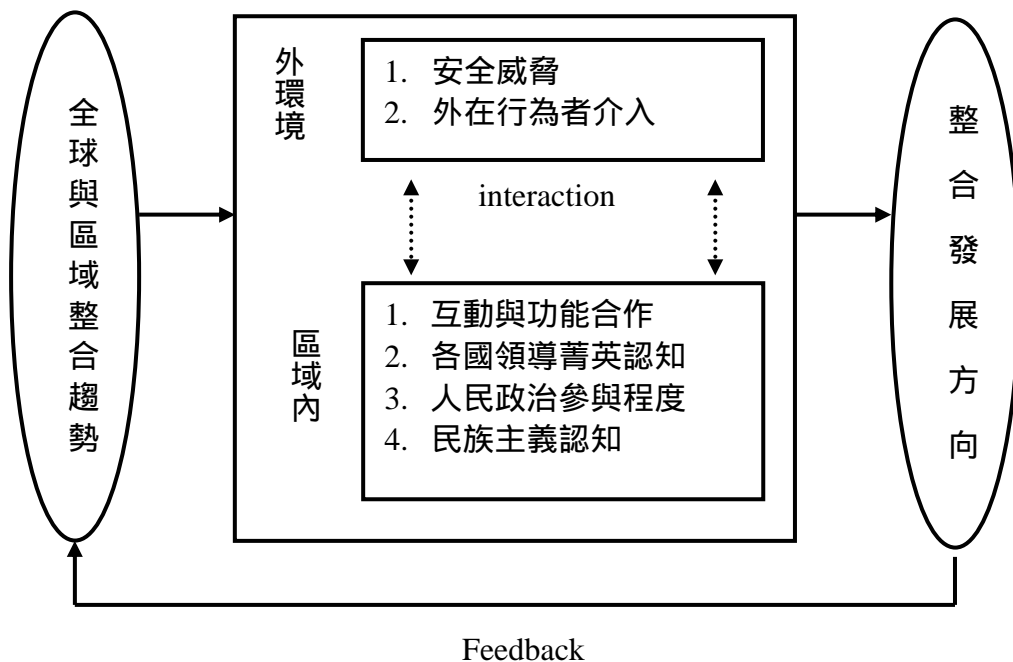 全球與區域整合趨勢
外環境
1. 安全威脅
2. 外在行為者介入
interaction
區域內
1. 互動與功能合作
2. 各國領導菁英認知
3. 人民政治參與程度
4. 民族主義認知
整合發展方向
Feedback